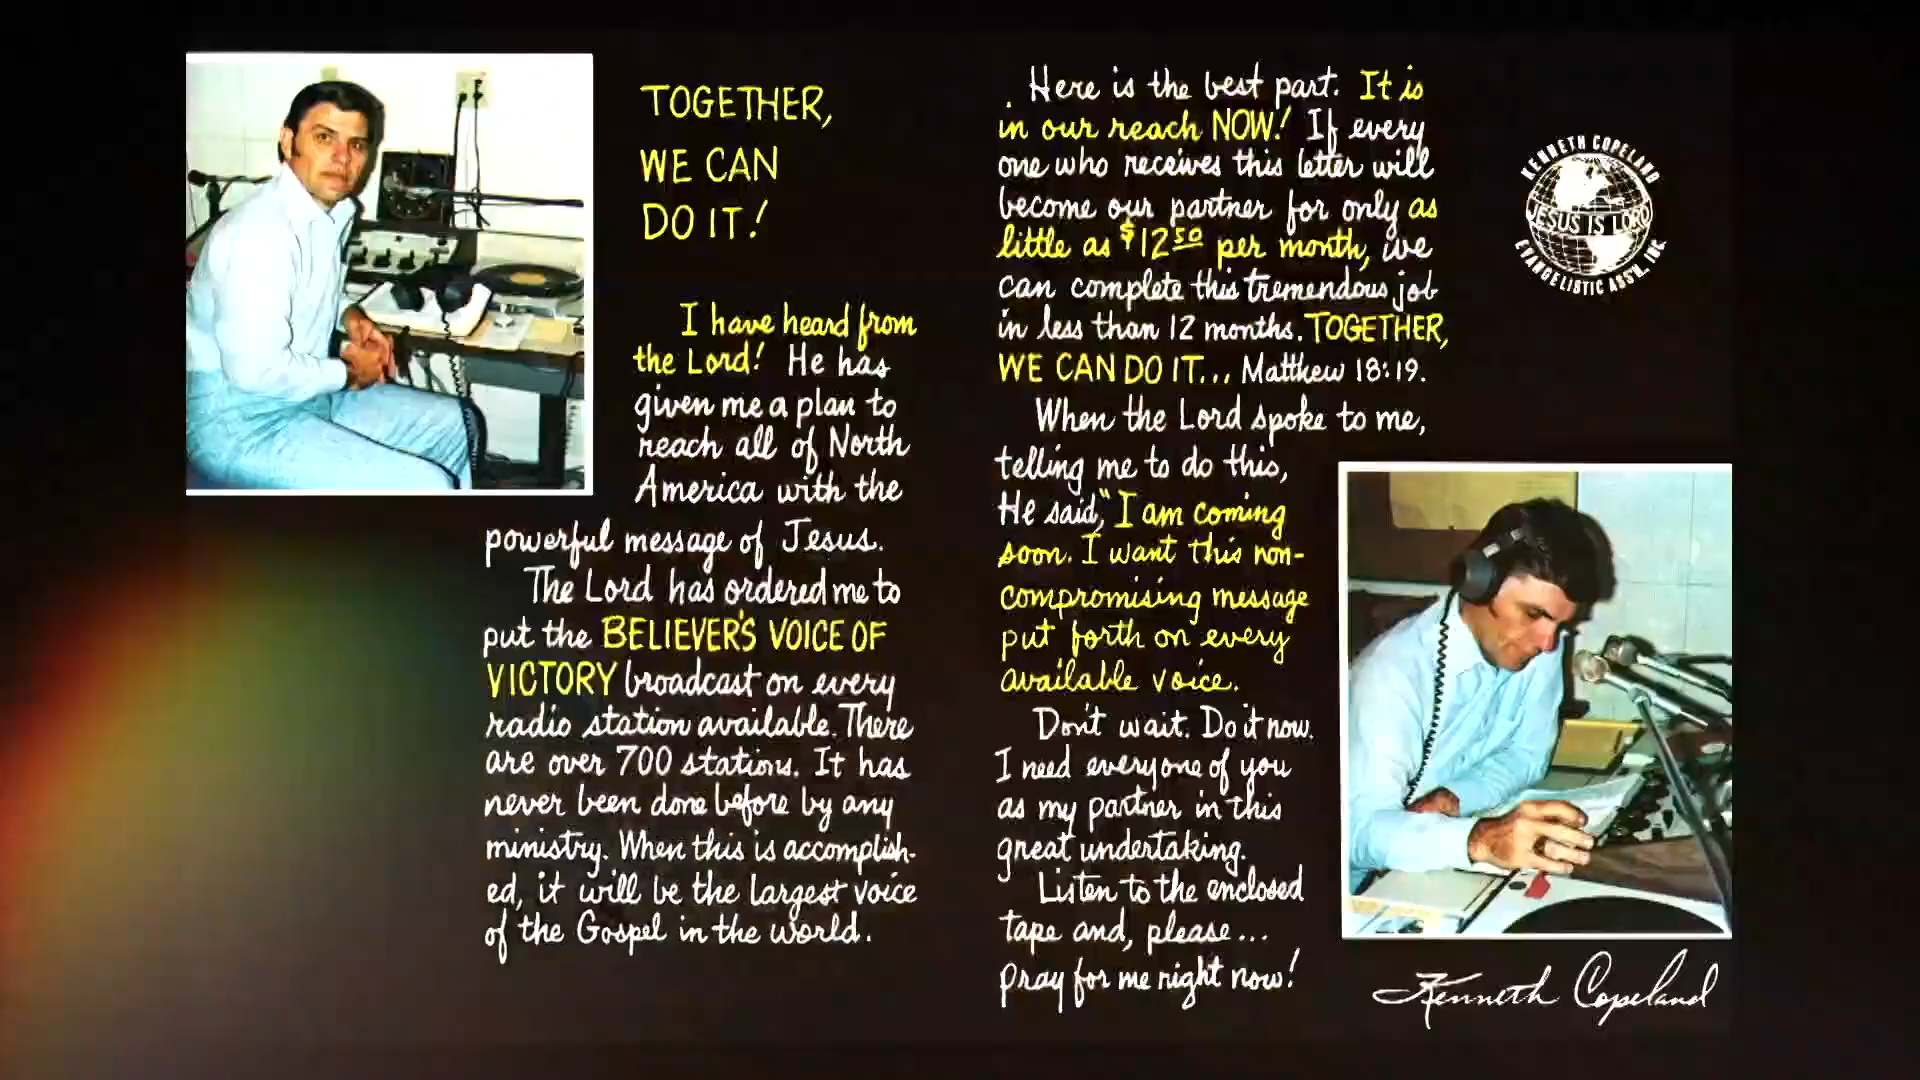 TOGETHER,
WE CAN
DO IT!
I have heard from
the Lord! He has
given me a plan to
reach all of North
America with the
powerful message of Jesus.
The Lord has ordered me to
put the BELIEVER'S VOICE OF
VICTORY broadcast on every
radio station available. There
are over 700 stations. It has
never been done before by any
ministry. When this is accomplish-
ed, it will be the largest voice
of the Gospel in the world.
Here is the best part. It is
in our reach NOW! If every
one who receives this letter will
become our partner for only as
little as $1250 per month, we
can complete this tremendous job
in less than 12 months. TOGETHER,
WE CAN DO IT... Matthew 18:19.
When the Lord spoke to me,
telling me to do this,
He said, "I am coming
soon. I want this non-
compromising message
put forth on every
available voice.
Don't wait. Do it now.
I need everyone of you
as my partner in this
great undertaking.
Listen to the enclosed
tape and, please...
pray for me right now!
KENNETH COPELAND
JESUS IS LORD
EVANGELISTIC ASS'N., INC.
Kenneth Copeland